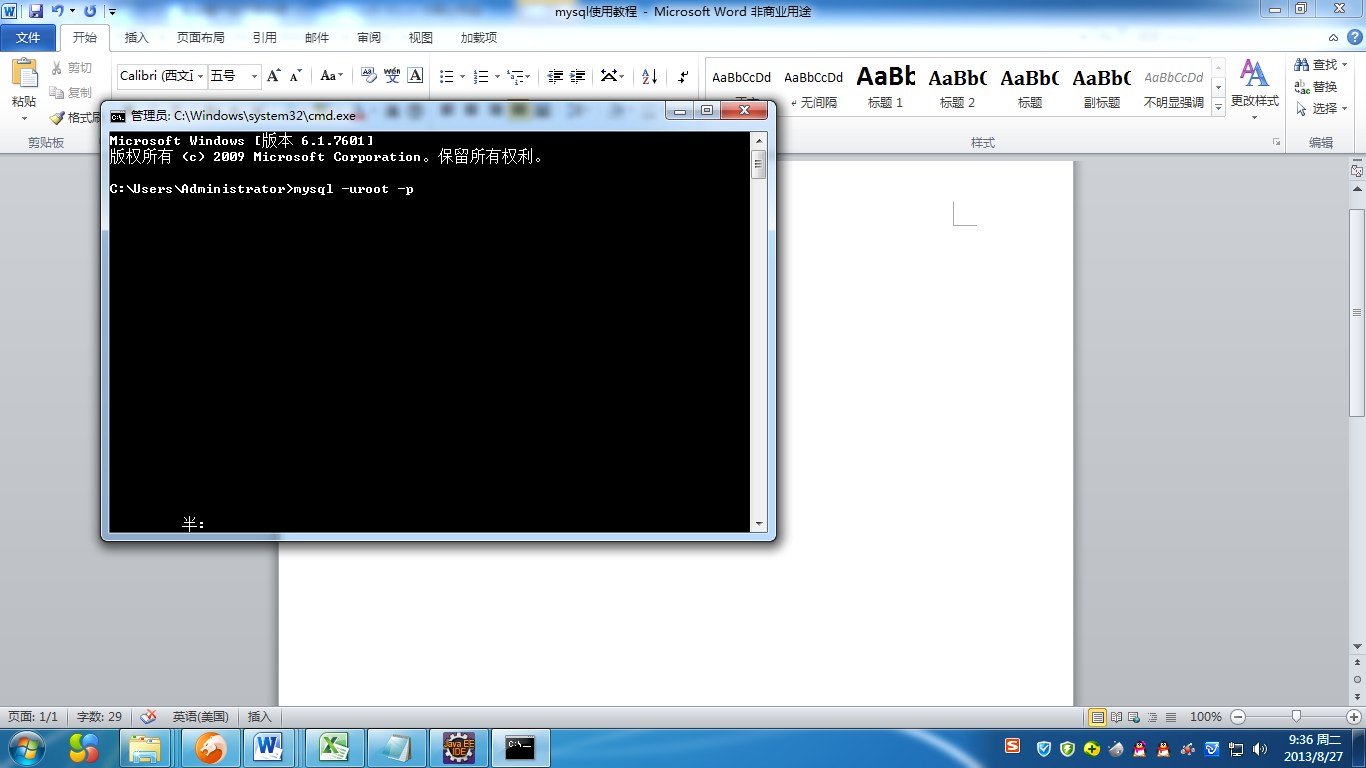 mysql使用教程 - Microsoft Word 非商业用途
文件 开始 插入 页面布局 引用 邮件 审阅 视图 加载项
粘贴
剪切
复制
格式刷
剪贴板
Calibri (西文正 五号
AaBbCcDd AaBbCcDd AaBb AaBbC AaBbC AaBbC AaBbCcDd
无间隔 标题 1 标题 2 标题 副标题 不明显强调
更改样式
样式
查找
替换
选择
编辑
管理员: C:\Windows\system32\cmd.exe
Microsoft Windows [版本 6.1.7601]
版权所有 (c) 2009 Microsoft Corporation。保留所有权利。
C:\Users\Administrator>mysql -uroot -p
半:
页面: 1/1 字数: 29 英语(美国) 插入 100%
Java EE
IDE
9:36 周二
2013/8/27